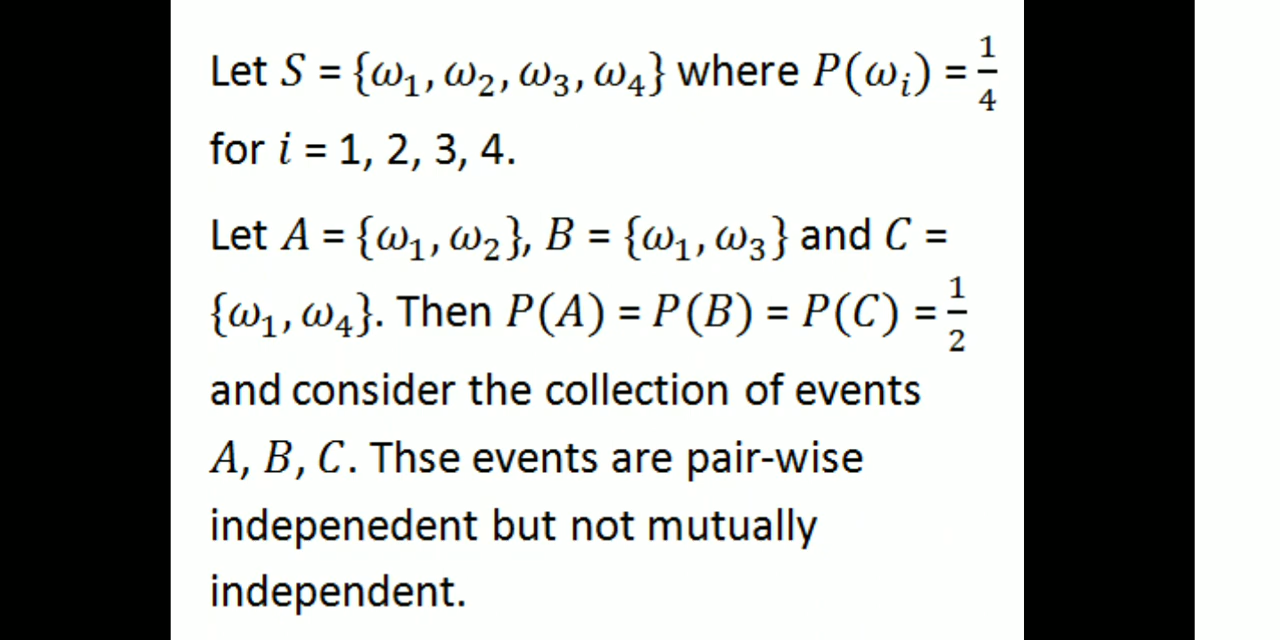 Let S = {ω₁, ω₂, ω₃, ω₄} where P(ωᵢ) = 1/4
for i = 1, 2, 3, 4.
Let A = {ω₁, ω₂}, B = {ω₁, ω₃} and C =
{ω₁, ω₄}. Then P(A) = P(B) = P(C) = 1/2
and consider the collection of events
A, B, C. Thse events are pair-wise
indepenedent but not mutually
independent.